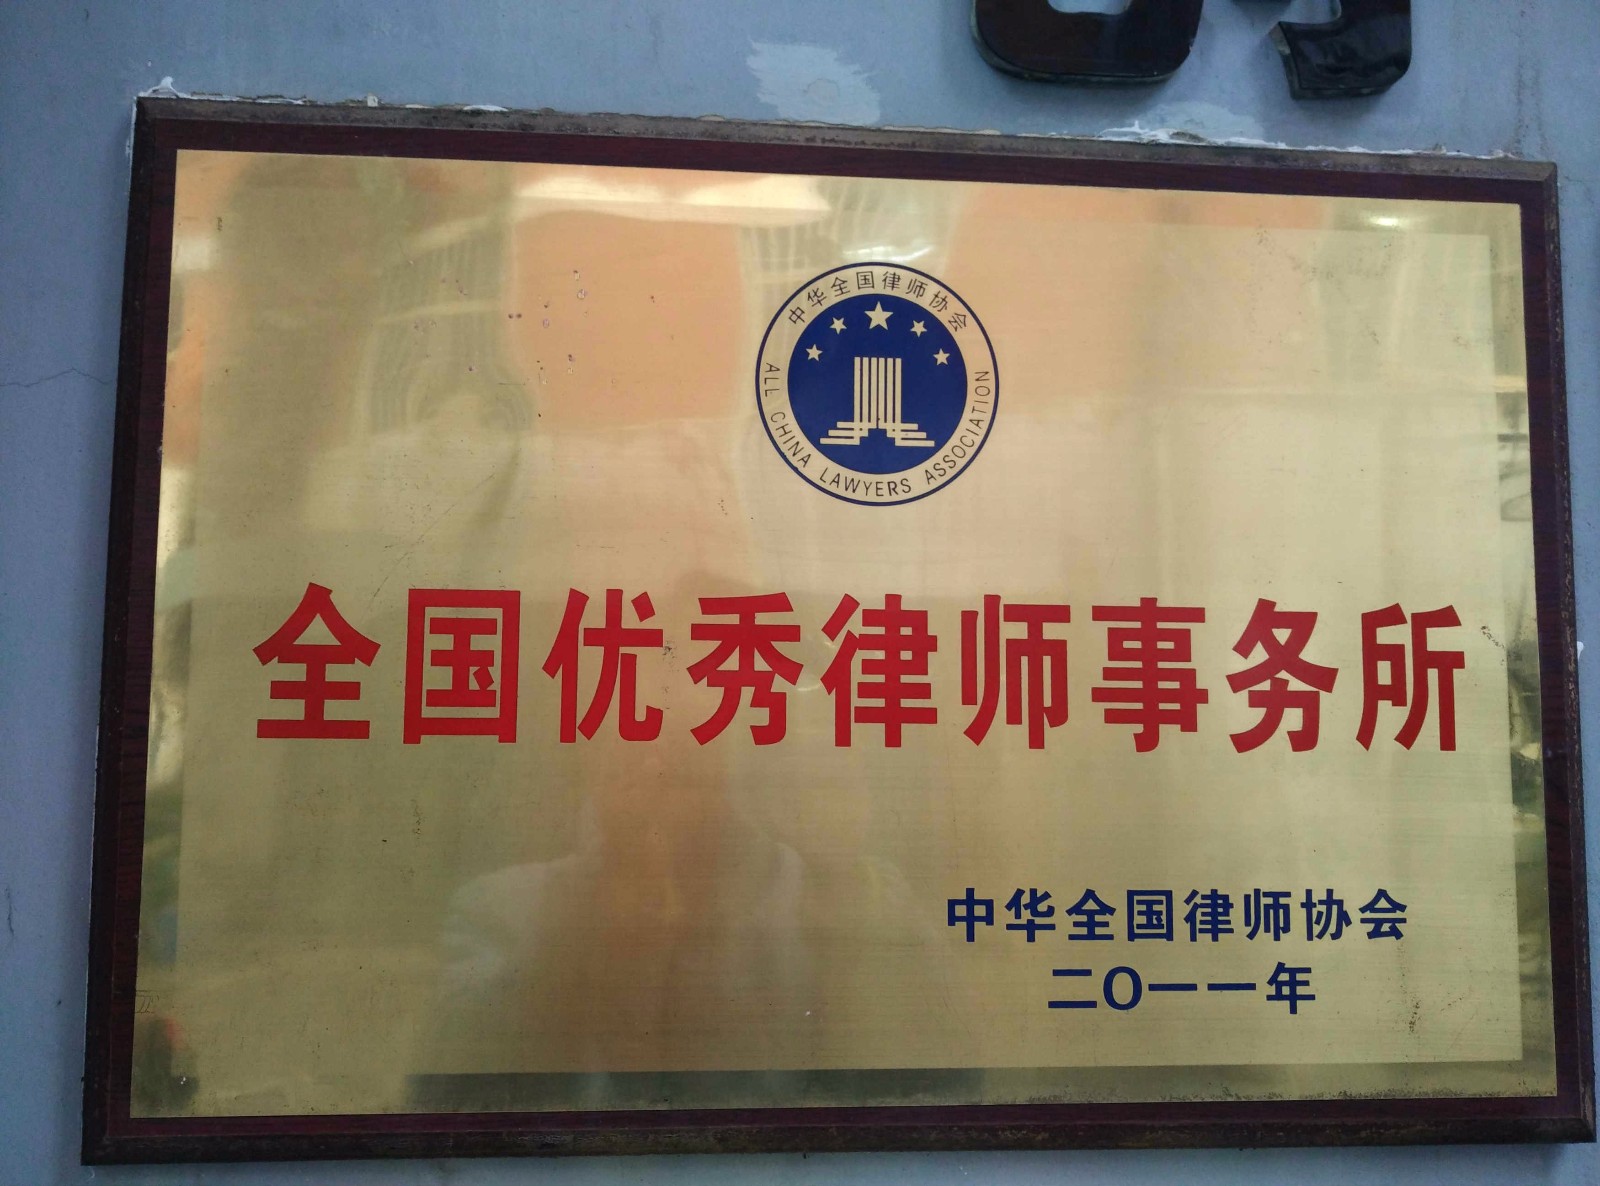 中华全国律师协会
ALL CHINA LAWYERS ASSOCIATION
全国优秀律师事务所
中华全国律师协会
二O一一年